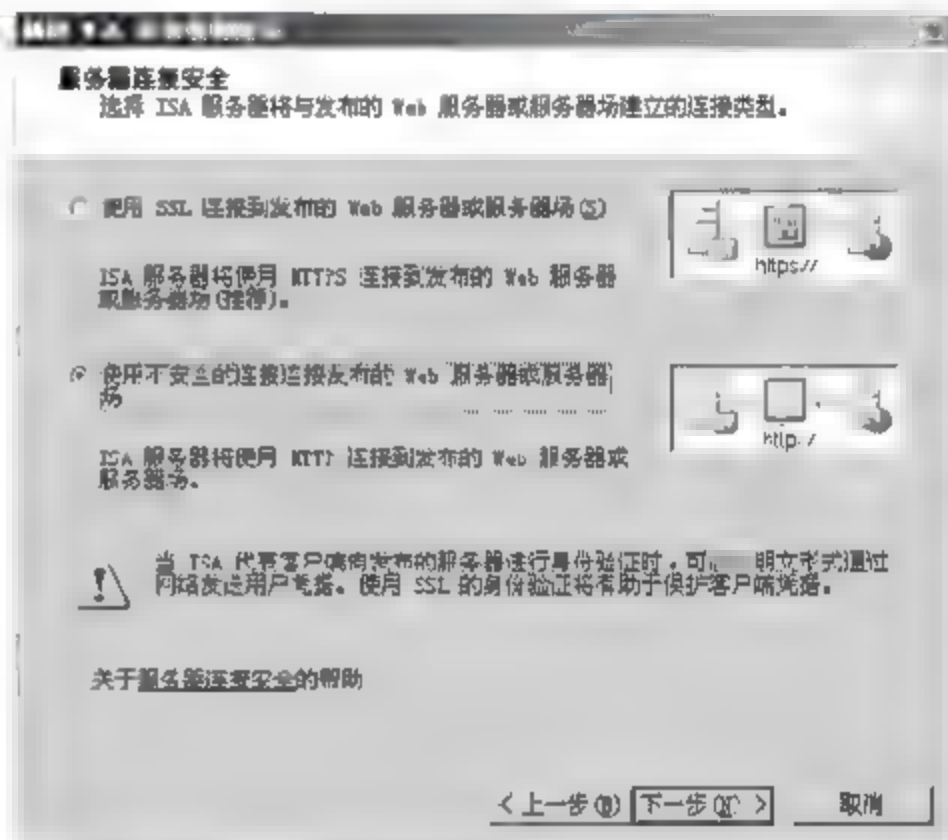 服务器连接安全
选择 ISA 服务器将与发布的 Web 服务器或服务器场建立的连接类型。
使用 SSL 连接到发布的 Web 服务器或服务器场(S)
https://
ISA 服务器将使用 HTTPS 连接到发布的 Web 服务器
或服务器场(推荐)。
使用不安全的连接连接发布的 Web 服务器或服务器
场
http://
ISA 服务器将使用 HTTP 连接到发布的 Web 服务器或
服务器场。
当 ISA 代表客户端向发布的服务器进行身份验证时,可 明文形式通过
网络发送用户凭据。使用 SSL 的身份验证将有助于保护客户端凭据。
关于服务器连接安全的帮助
< 上一步(B)
下一步(N) >
取消